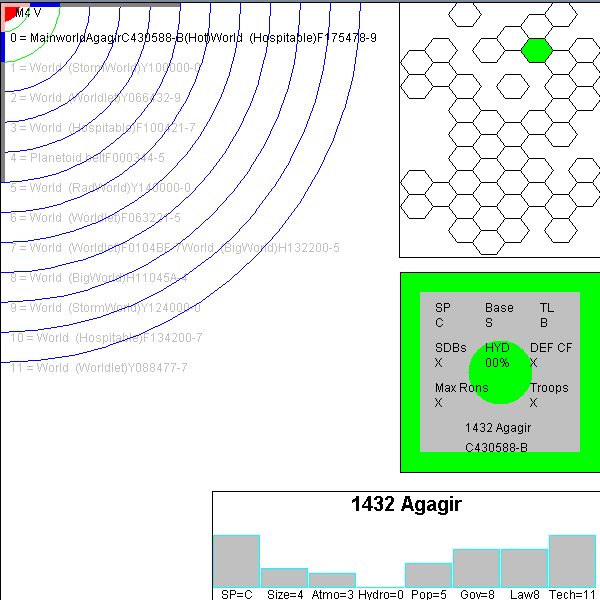 M4 V
0 = MainworldAgagirC430588-B(Hot)World (Hospitable)F175478-9
1 = World (StormWorld)Y100000-0
2 = World (Worldlet)Y066432-9
3 = World (Hospitable)F100421-7
4 = Planetoid beltF000344-5
5 = World (RadWorld)Y140000-0
6 = World (Worldlet)F063221-5
7 = World (Worldlet)F0104BF-7World (BigWorld)H132200-5
8 = World (BigWorld)H11045A-4
9 = World (StormWorld)Y124000-0
10 = World (Hospitable)F134200-7
11 = World (Worldlet)Y088477-7
SP Base TL
C S B
SDBs HYD DEF CF
X 00% X
Max Rons Troops
X X
1432 Agagir
C430588-B
1432 Agagir
SP=C Size=4 Atmo=3 Hydro=0 Pop=5 Gov=8 Law8 Tech=11